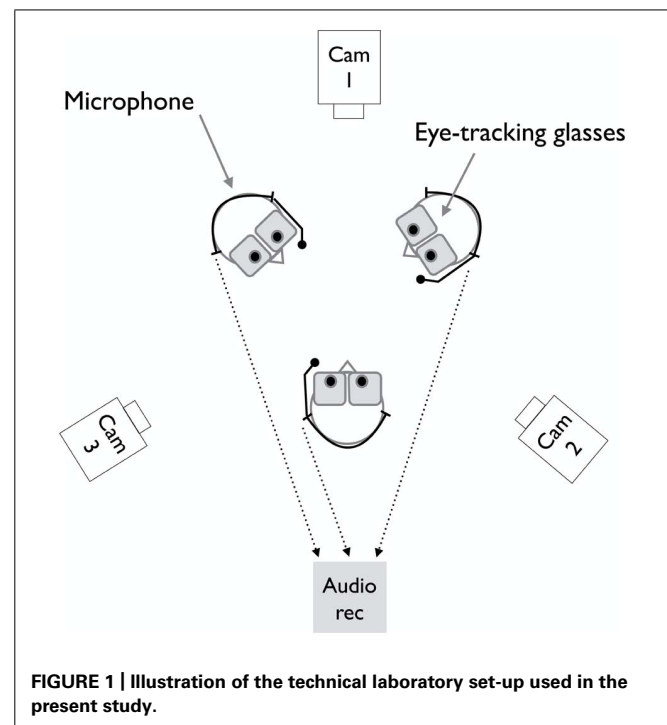 Cam
1
Microphone
Eye-tracking glasses
Cam
3
Cam
2
Audio
rec
FIGURE 1 | Illustration of the technical laboratory set-up used in the
present study.